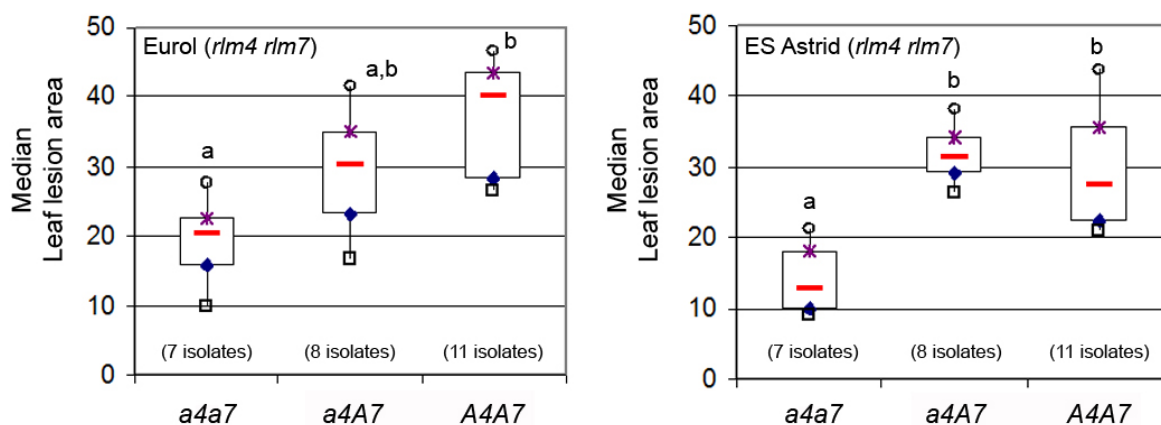 Median
Leaf lesion area
50
40
30
20
10
0
Eurol (rlm4 rlm7)
a
a,b
b
(7 isolates)
(8 isolates)
(11 isolates)
a4a7
a4A7
A4A7
Median
Leaf lesion area
50
40
30
20
10
0
ES Astrid (rlm4 rlm7)
a
b
b
(7 isolates)
(8 isolates)
(11 isolates)
a4a7
a4A7
A4A7